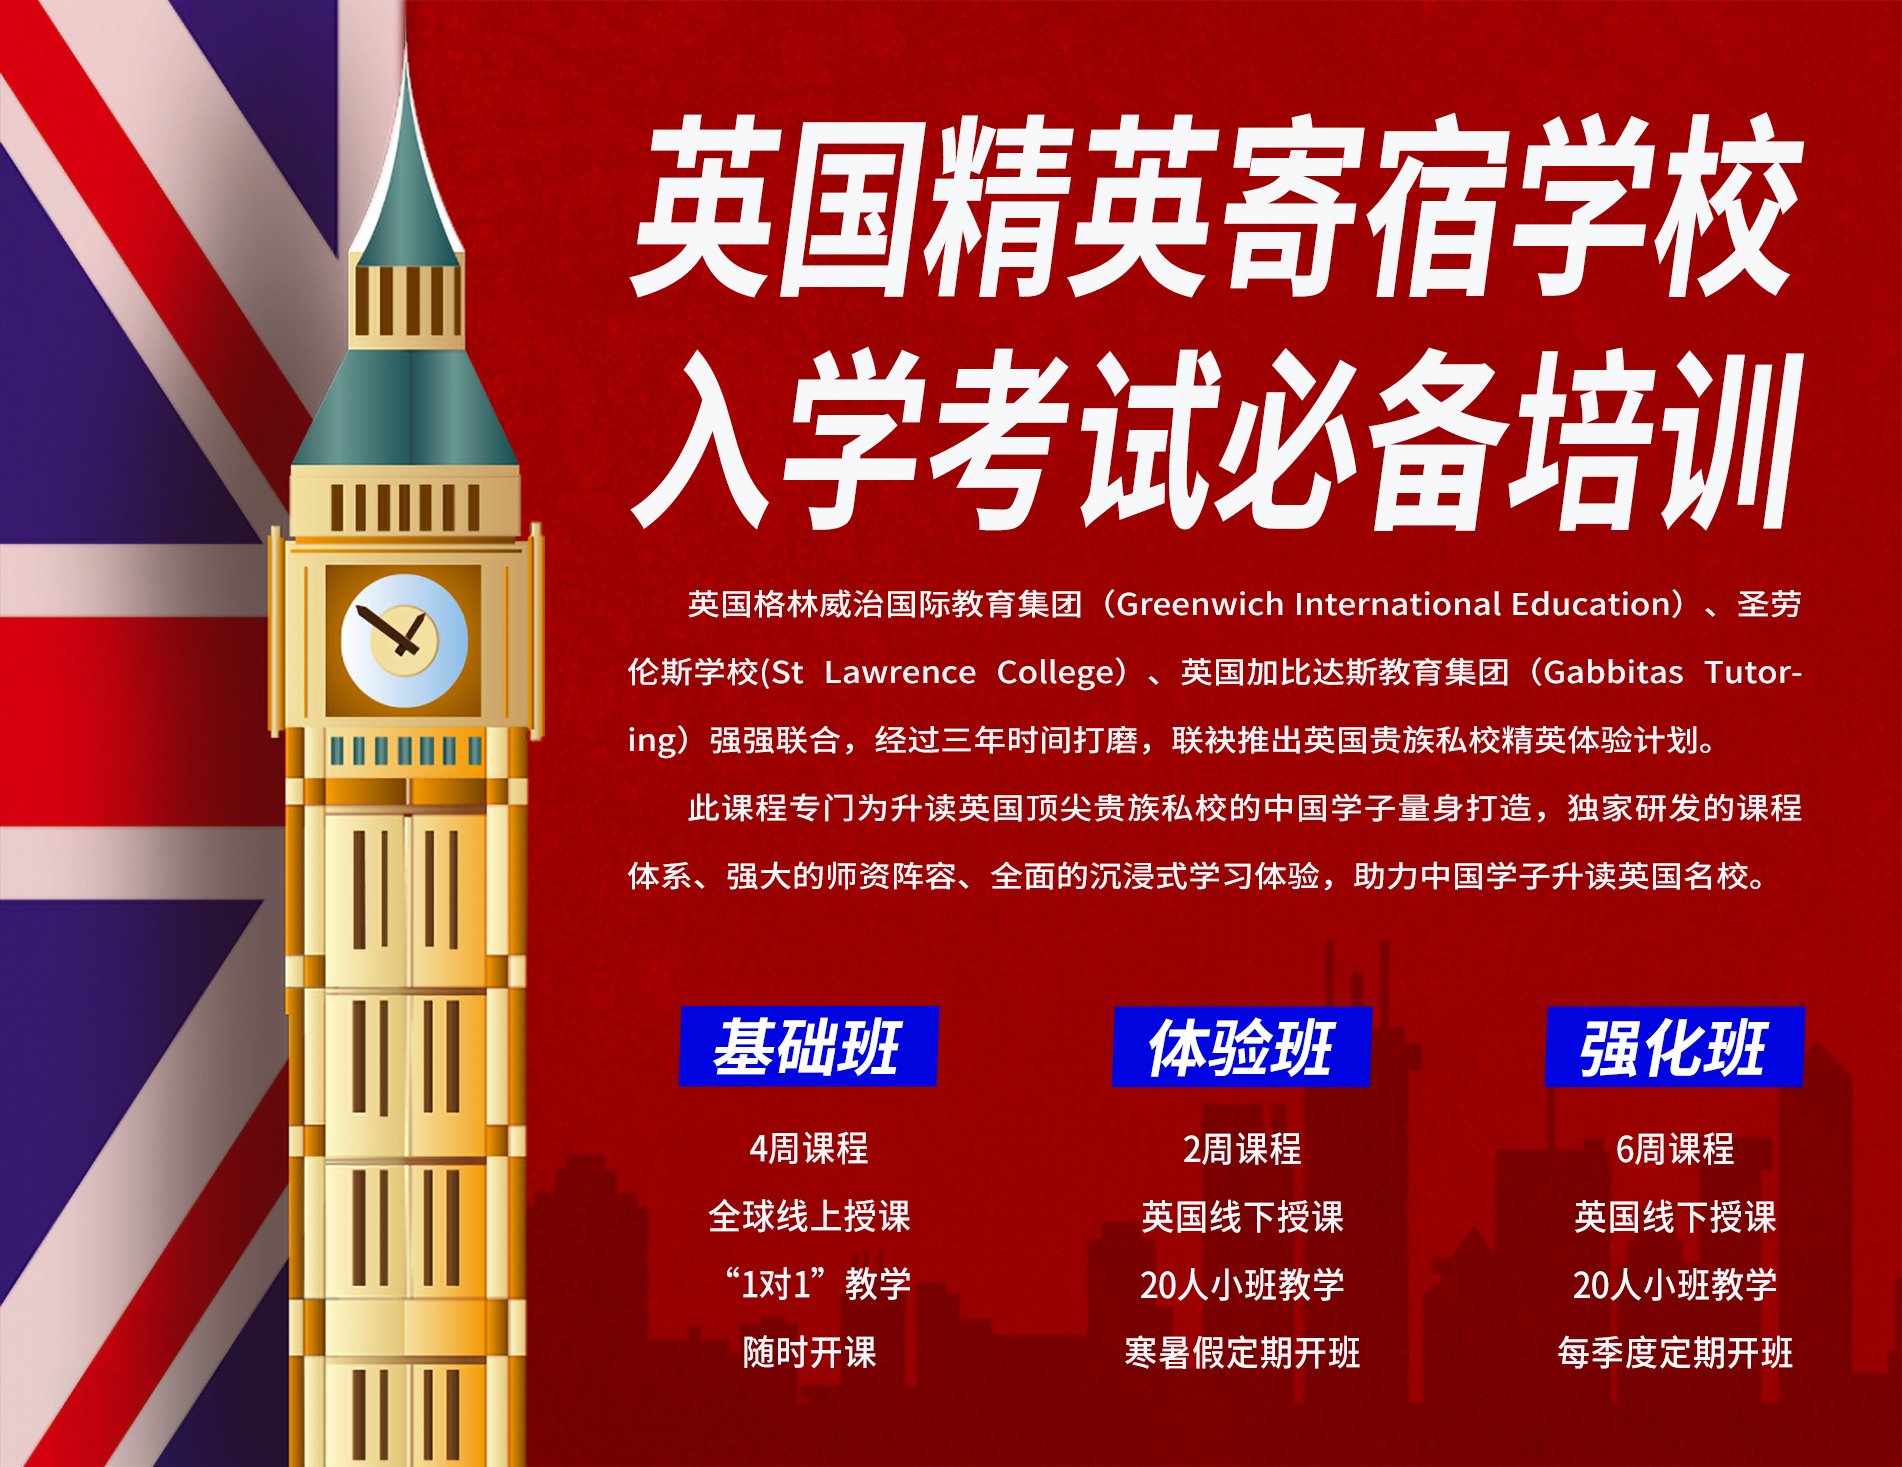 英国精英寄宿学校
入学考试必备培训
英国格林威治国际教育集团（Greenwich International Education）、圣劳
伦斯学校(St Lawrence College）、英国加比达斯教育集团（Gabbitas Tutor-
ing）强强联合，经过三年时间打磨，联袂推出英国贵族私校精英体验计划。
此课程专门为升读英国顶尖贵族私校的中国学子量身打造，独家研发的课程
体系、强大的师资阵容、全面的沉浸式学习体验，助力中国学子升读英国名校。
基础班
4周课程
全球线上授课
“1对1”教学
随时开课
体验班
2周课程
英国线下授课
20人小班教学
寒暑假定期开班
强化班
6周课程
英国线下授课
20人小班教学
每季度定期开班